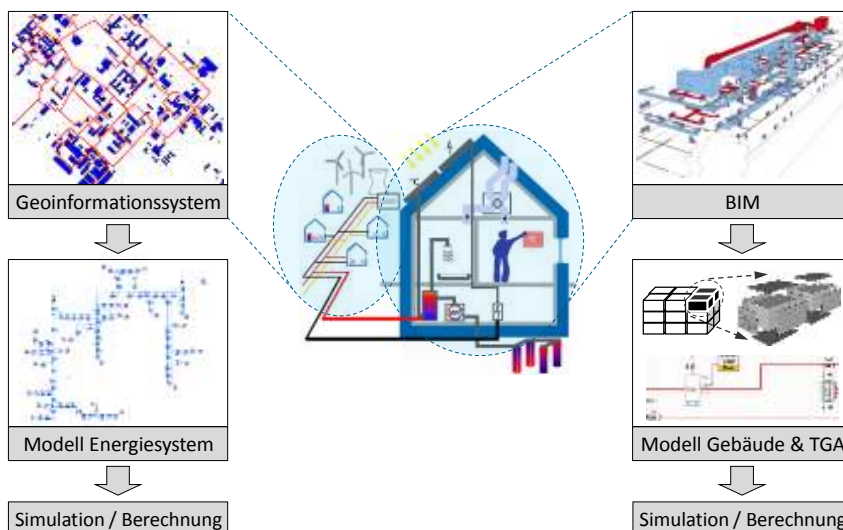 Geoinformationssystem
BIM
Modell Energiesystem
Modell Gebäude & TGA
Simulation / Berechnung
Simulation / Berechnung